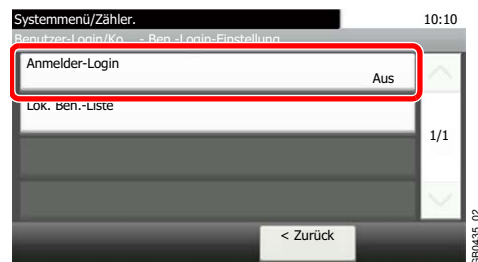 Systemmenü/Zähler. 10:10
Benutzer-Login/Ko... - Ben.-Login-Einstellung
Anmelder-Login
Aus
Lok. Ben.-Liste
1/1
< Zurück
GB0435_02